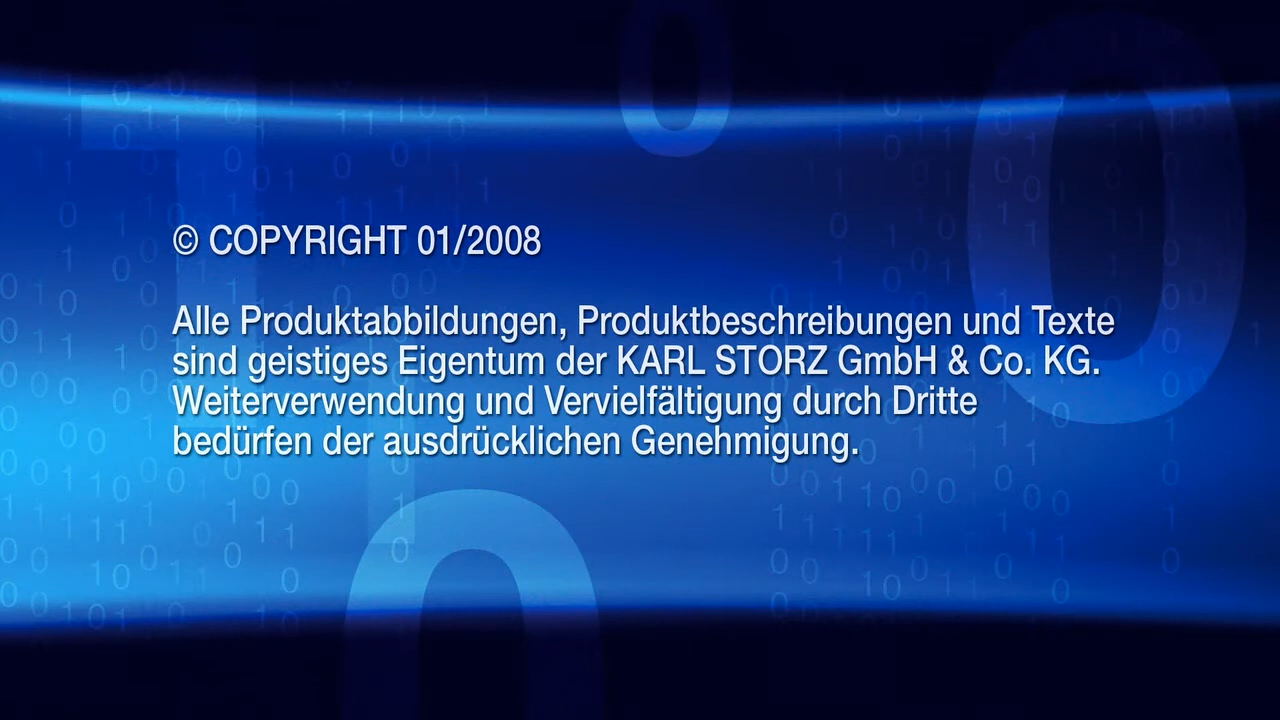 © COPYRIGHT 01/2008
Alle Produktabbildungen, Produktbeschreibungen und Texte
sind geistiges Eigentum der KARL STORZ GmbH & Co. KG.
Weiterverwendung und Vervielfältigung durch Dritte
bedürfen der ausdrücklichen Genehmigung.